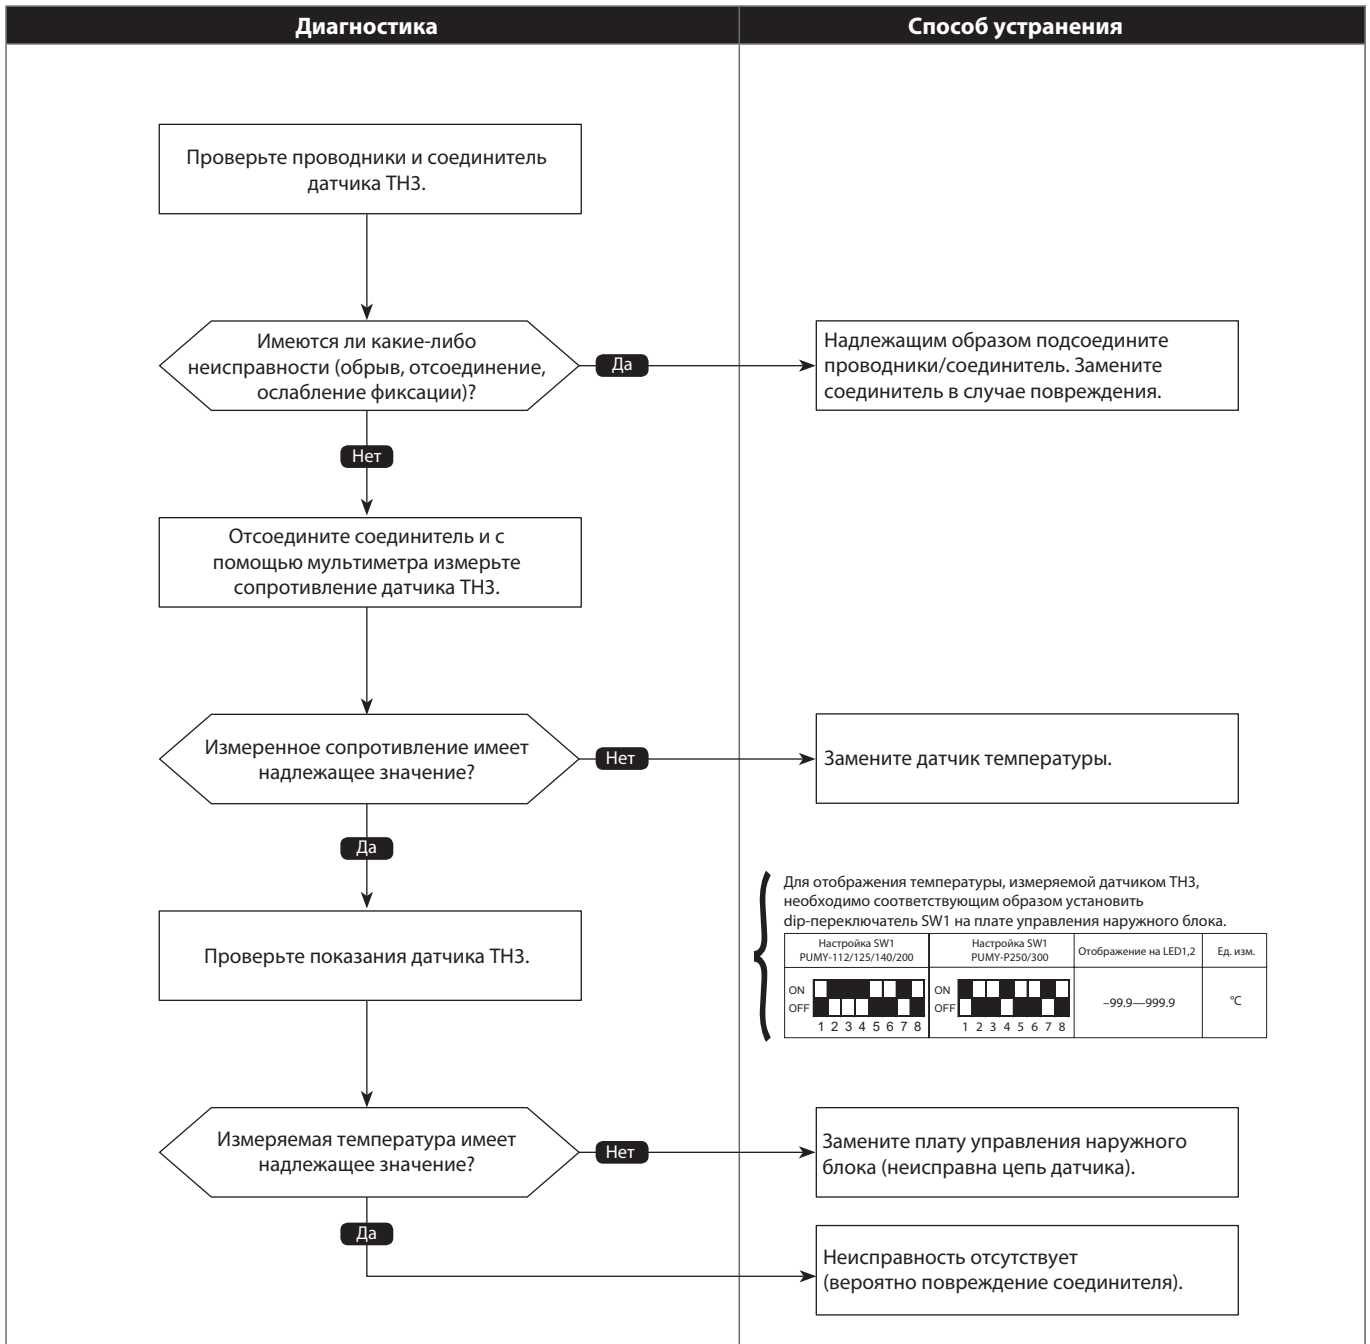 Диагностика
Способ устранения
Проверьте проводники и соединитель
датчика TH3.
Имеются ли какие-либо
неисправности (обрыв, отсоединение,
ослабление фиксации)?
Да
Надлежащим образом подсоедините
проводники/соединитель. Замените
соединитель в случае повреждения.
Нет
Отсоедините соединитель и с
помощью мультиметра измерьте
сопротивление датчика TH3.
Измеренное сопротивление имеет
надлежащее значение?
Нет
Замените датчик температуры.
Да
Проверьте показания датчика TH3.
Для отображения температуры, измеряемой датчиком TH3,
необходимо соответствующим образом установить
dip-переключатель SW1 на плате управления наружного блока.
Настройка SW1
PUMY-112/125/140/200
Настройка SW1
PUMY-P250/300
Отображение на LED1,2
Ед. изм.
ON
OFF
1 2 3 4 5 6 7 8
ON
OFF
1 2 3 4 5 6 7 8
–99.9—999.9
°C
Измеряемая температура имеет
надлежащее значение?
Нет
Замените плату управления наружного
блока (неисправна цепь датчика).
Да
Неисправность отсутствует
(вероятно повреждение соединителя).